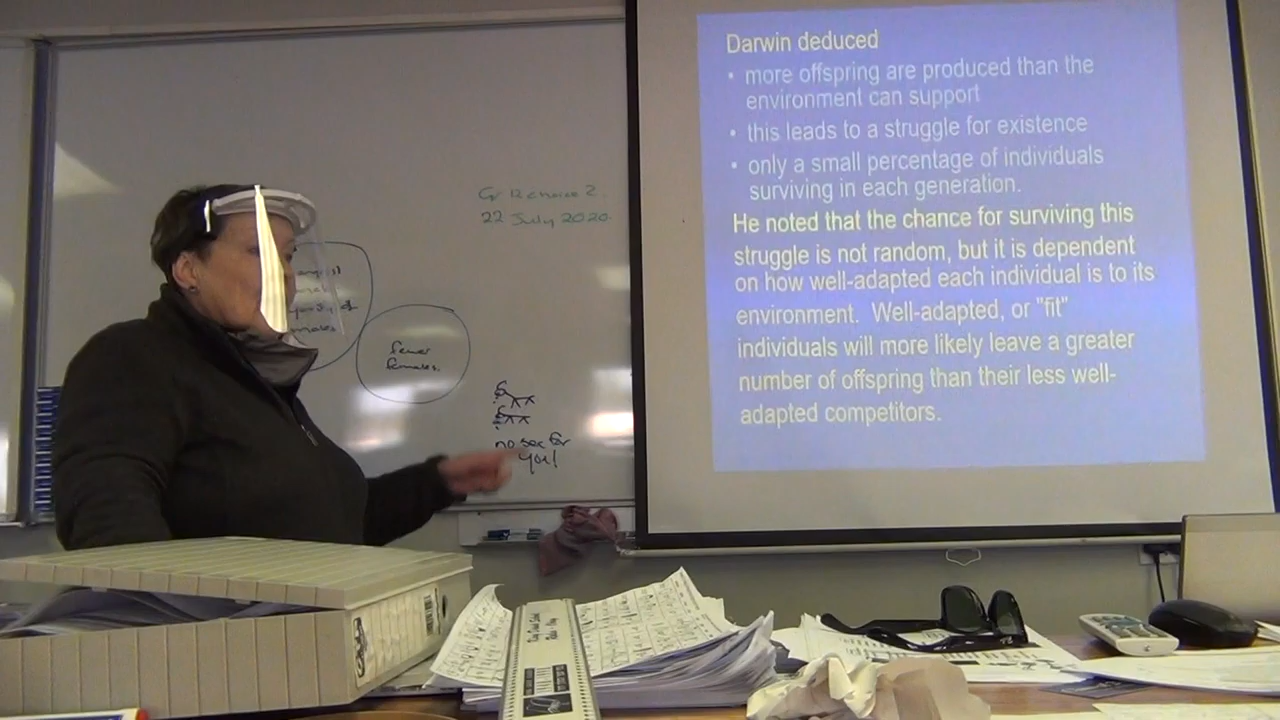 Gr 12 choice 2.
22 July 2020.
fewer
females.
no sex for
you!
Darwin deduced
• more offspring are produced than the
environment can support
• this leads to a struggle for existence
• only a small percentage of individuals
surviving in each generation.
He noted that the chance for surviving this
struggle is not random, but it is dependent
on how well-adapted each individual is to its
environment. Well-adapted, or "fit"
individuals will more likely leave a greater
number of offspring than their less well-
adapted competitors.